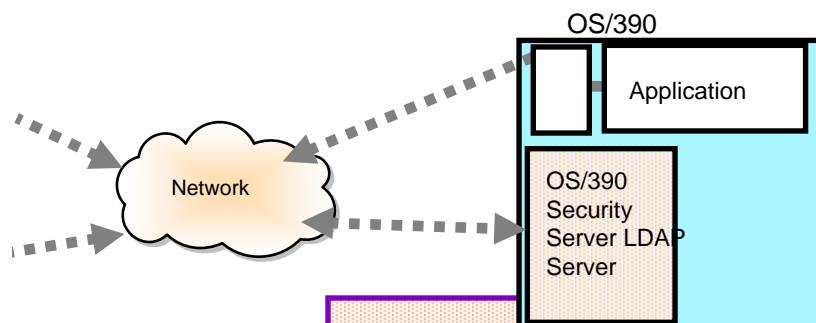 OS/390
Application
Network
OS/390
Security
Server LDAP
Server